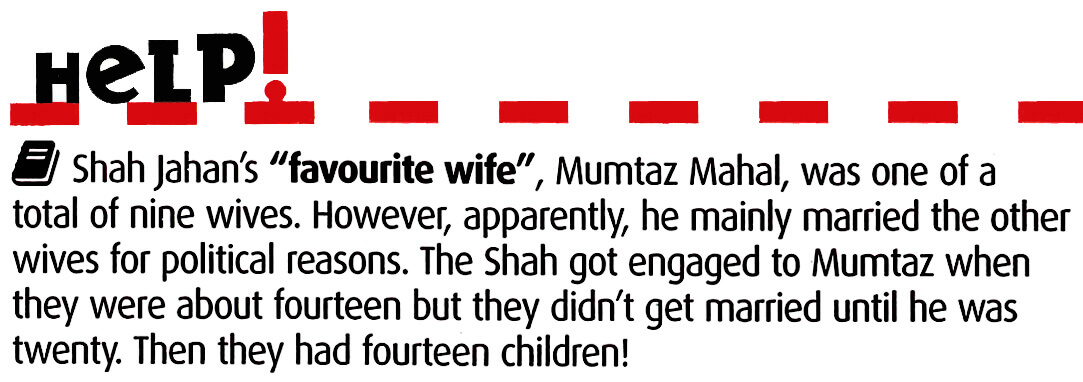 HeLP!
Shah Jahan's "favourite wife", Mumtaz Mahal, was one of a
total of nine wives. However, apparently, he mainly married the other
wives for political reasons. The Shah got engaged to Mumtaz when
they were about fourteen but they didn't get married until he was
twenty. Then they had fourteen children!